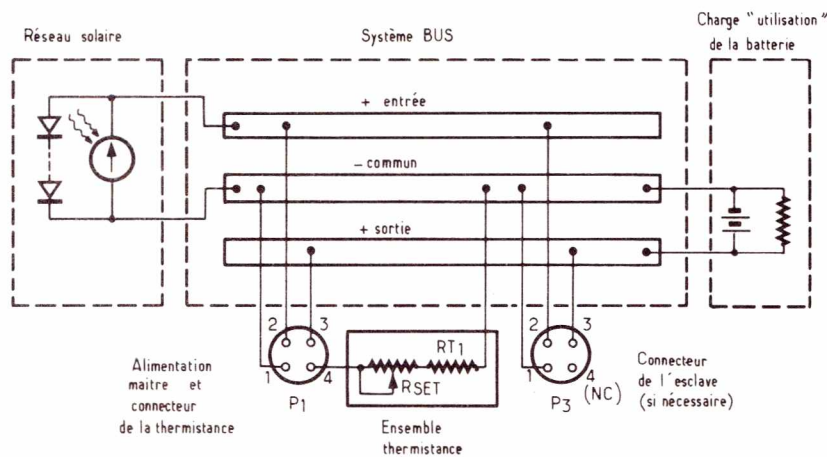 Réseau solaire
Système BUS
Charge "utilisation"
de la batterie
+ entrée
– commun
+ sortie
2
3
1
4
P1
RSET
RT1
Ensemble
thermistance
Alimentation
maitre et
connecteur
de la thermistance
2
3
1
4
(NC)
P3
Connecteur
de l'esclave
(si nécessaire)